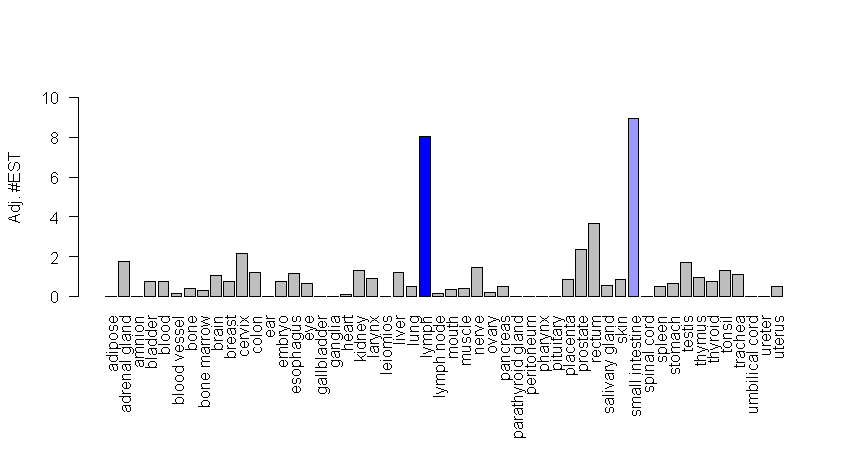 10
8
6
4
2
0
Adj. #EST
adipose
adrenal gland
amnion
bladder
blood
blood vessel
bone
bone marrow
brain
breast
cervix
colon
ear
embryo
esophagus
eye
gallbladder
ganglia
heart
kidney
larynx
leiomios
liver
lung
lymph
lymph node
mouth
muscle
nerve
ovary
pancreas
parathyroid gland
peritoneum
pharynx
pituitary
placenta
prostate
rectum
salivary gland
skin
small intestine
spinal cord
spleen
stomach
testis
thymus
thyroid
tonsil
trachea
umbilical cord
ureter
uterus